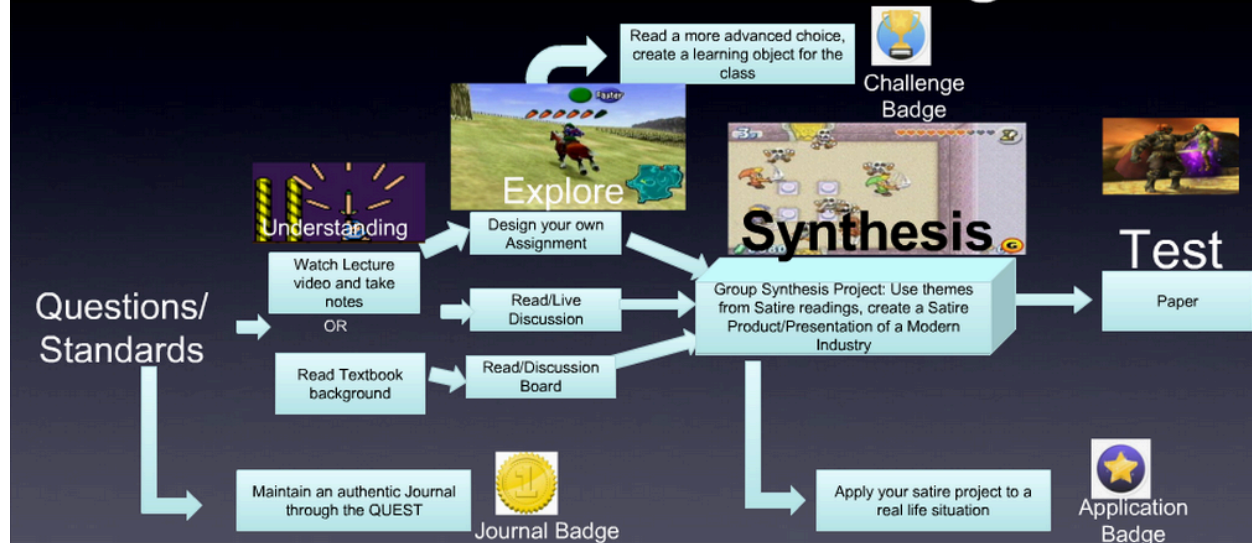 Read a more advanced choice,
create a learning object for the
class
Challenge
Badge
Explore
Understanding
Design your own
Assignment
Synthesis
Test
Watch Lecture
video and take
notes
OR
Read Textbook
background
Questions/
Standards
Read/Live
Discussion
Read/Discussion
Board
Group Synthesis Project: Use themes
from Satire readings, create a Satire
Product/Presentation of a Modern
Industry
Paper
Maintain an authentic Journal
through the QUEST
1
Journal Badge
Apply your satire project to a
real life situation
Application
Badge